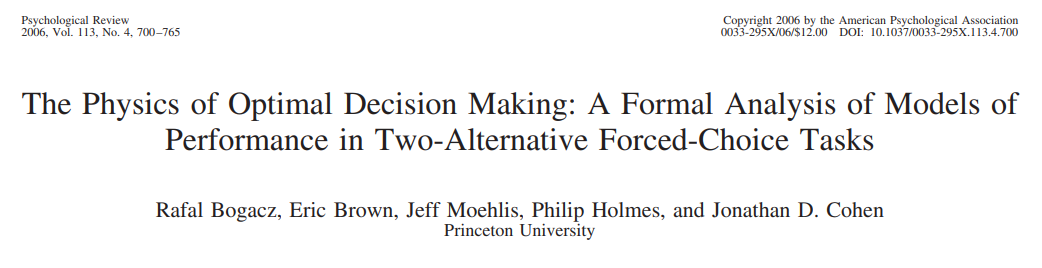 Psychological Review
2006, Vol. 113, No. 4, 700–765
Copyright 2006 by the American Psychological Association
0033-295X/06/$12.00 DOI: 10.1037/0033-295X.113.4.700
The Physics of Optimal Decision Making: A Formal Analysis of Models of
Performance in Two-Alternative Forced-Choice Tasks
Rafal Bogacz, Eric Brown, Jeff Moehlis, Philip Holmes, and Jonathan D. Cohen
Princeton University